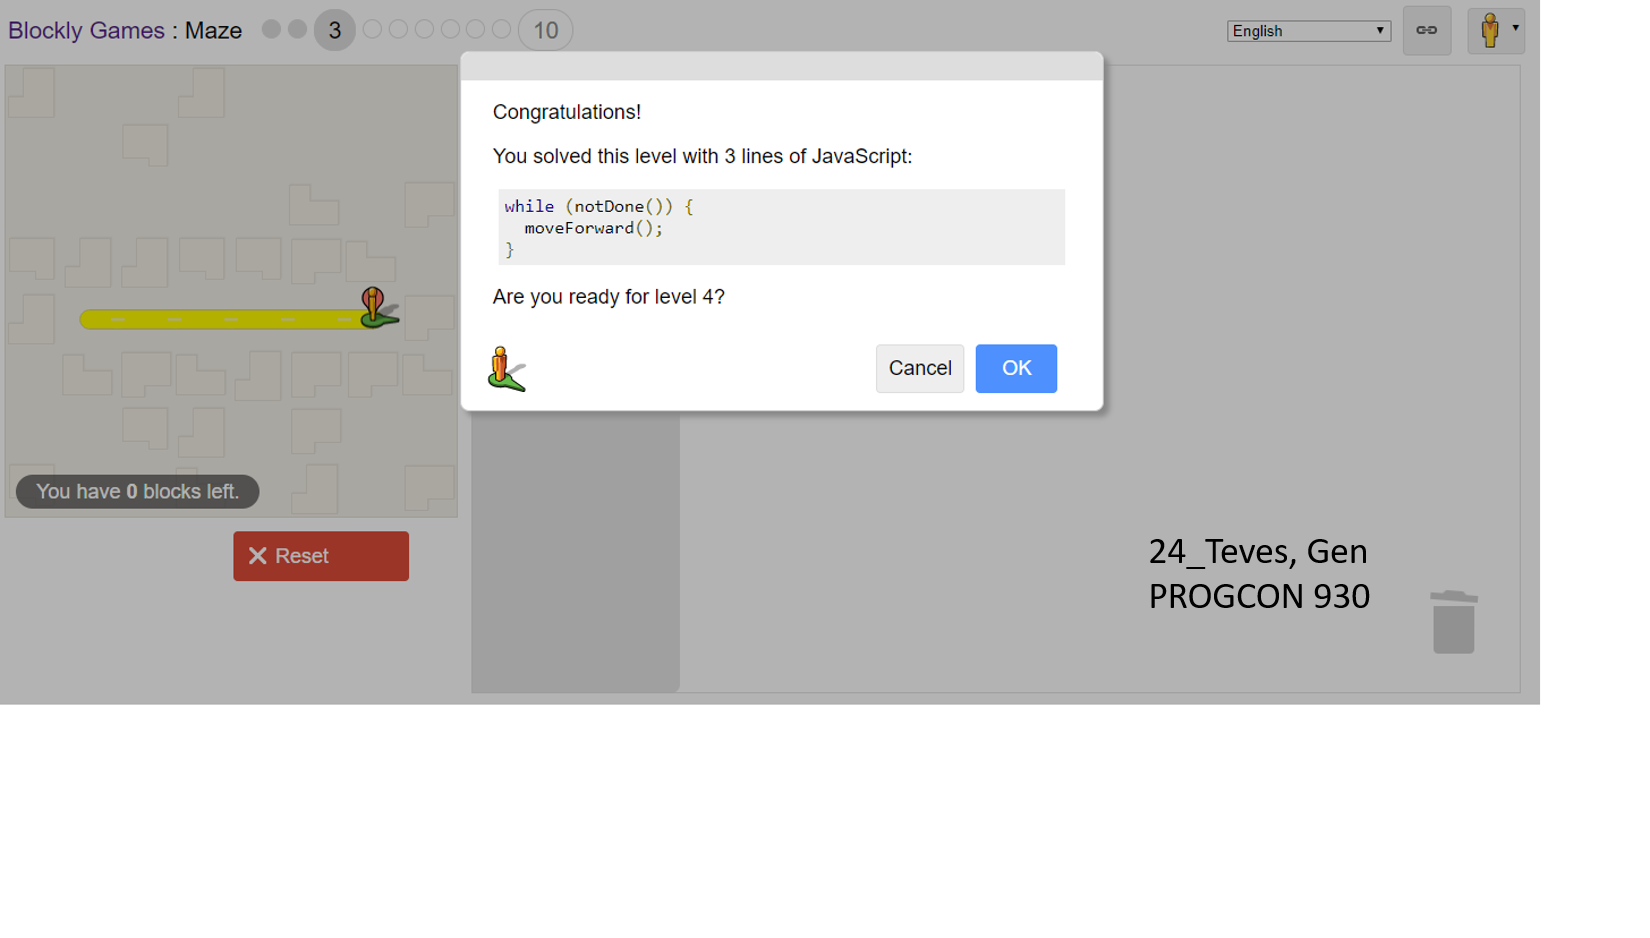 Blockly Games : Maze 3 10
English
Congratulations!
You solved this level with 3 lines of JavaScript:
while (notDone()) {
  moveForward();
}
Are you ready for level 4?
Cancel OK
You have 0 blocks left.
Reset
24_Teves, Gen
PROGCON 930